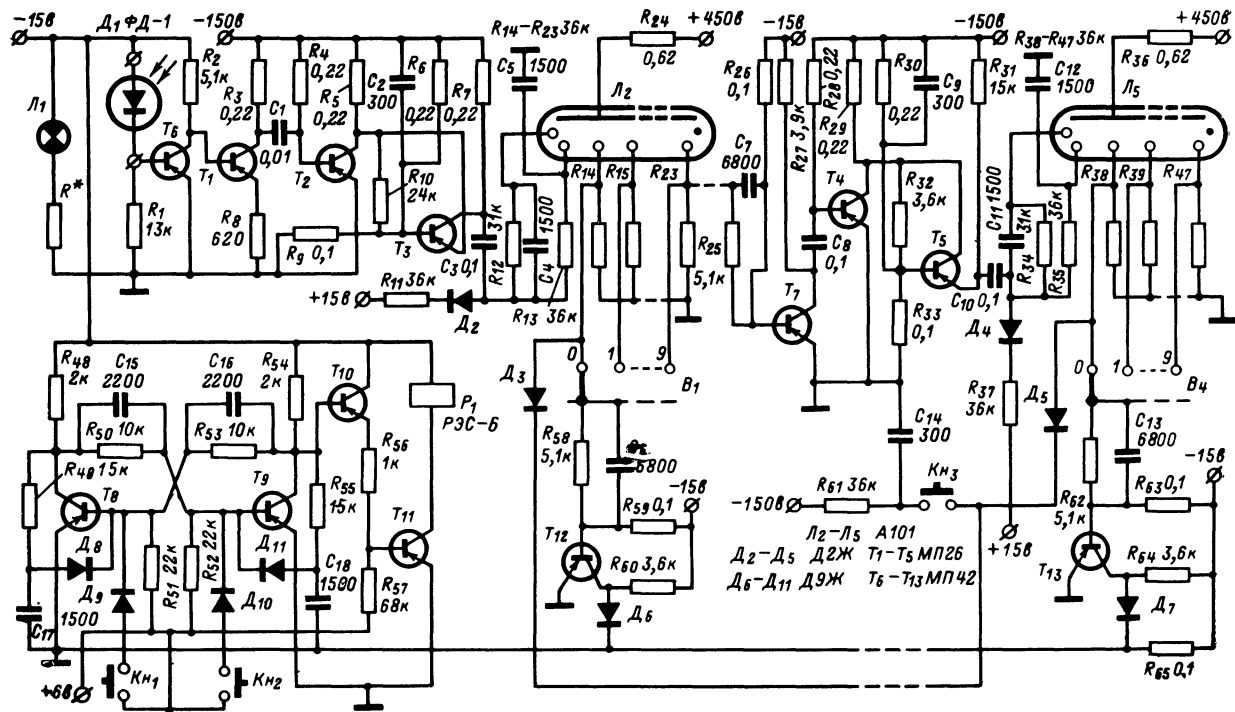 -15в
Д1 ФД-1
-150в
R14-R23 36к
R24
+450в
-15в
-150в
R38-R47 36к
+450в
R2
5,1к
R4
0,22
R3
0,22
C1
0,01
R5
0,22
C2
300
R6
0,22
R7
0,22
C5
1500
0,62
Л2
R26
0,1
R27 3,9к
R28 0,22
R29
0,22
R30
0,22
C9
300
R31
15к
C12
1500
R36 0,62
Л5
Л1
R*
T6
T1
T2
R1
13к
R8
620
R9 0,1
R10
24к
T3
C3 0,1
R12
31к
1500
C4
R14
R15
R23
C7
6800
R25
5,1к
T4
C8
0,1
T7
R32
3,6к
T5
R33
0,1
C10 0,1
C11 1500
31к
R34
36к
R35
R38
R39
R47
+15в
R11 36к
Д2
R13 36к
Д4
R48
2к
C15
2200
C16
2200
R54
2к
T10
P1
РЭС-6
Д3
0
1
9
B1
R37
36к
Д5
0
1
9
B4
R50
10к
R53
10к
R49
15к
T8
T9
R55
15к
R56
1к
T11
R57
68к
R58
5,1к
6800
R59 0,1
-15в
T12
R60 3,6к
Д6
C14
300
-150в
R61 36к
Кн3
+15в
C13
6800
-15в
R63 0,1
R62
5,1к
T13
R64 3,6к
Д7
R65 0,1
Л2-Л5 А101
Д2-Д5 Д2Ж T1-T5 МП26
Д6-Д11 Д9Ж T6-T13 МП42
Д8
Д9
R51 22к
R52 22к
Д11
Д10
C18
1500
C17
1500
+6в
Кн1
Кн2